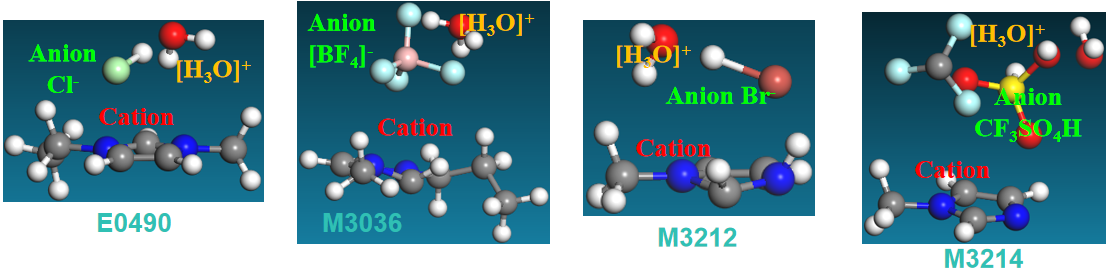 Anion
Cl-
[H3O]+
Cation
E0490
Anion
[BF4]-
[H3O]+
Cation
M3036
[H3O]+
Anion Br-
Cation
M3212
[H3O]+
Anion
CF3SO4H
Cation
M3214